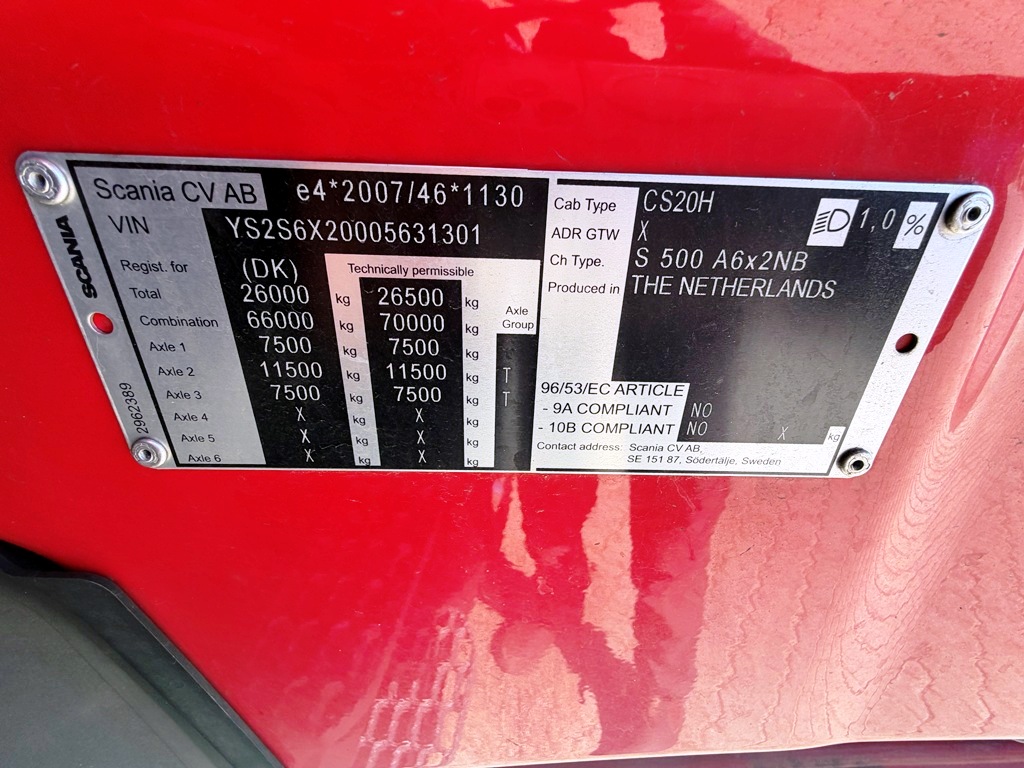 Scania CV AB e4*2007/46*1130
VIN YS2S6X20005631301
SCANIA
2962389
Regist. for (DK) Technically permissible
Total 26000 kg 26500 kg Axle Group
Combination 66000 kg 70000 kg
Axle 1 7500 kg 7500 kg
Axle 2 11500 kg 11500 kg T
Axle 3 7500 kg 7500 kg T
Axle 4 X kg X kg
Axle 5 X kg X kg
Axle 6 X kg X kg
Cab Type CS20H 1,0 %
ADR GTW X
Ch Type. S 500 A6x2NB
Produced in THE NETHERLANDS
96/53/EC ARTICLE
- 9A COMPLIANT NO
- 10B COMPLIANT NO X kg
Contact address: Scania CV AB,
SE 151 87, Södertälje, Sweden